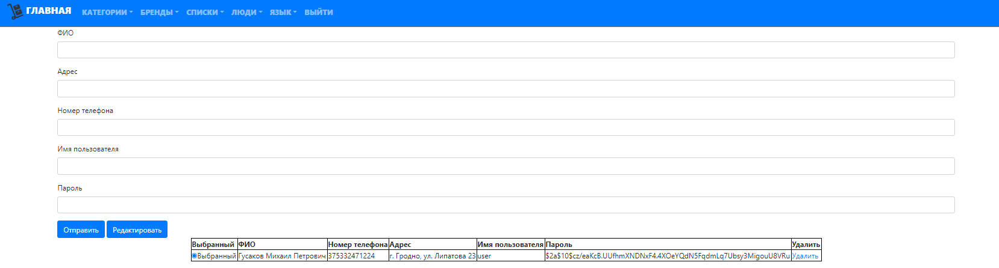 ГЛАВНАЯ КАТЕГОРИИ БРЕНДЫ СПИСКИ ЛЮДИ ЯЗЫК ВЫЙТИ
ФИО
Адрес
Номер телефона
Имя пользователя
Пароль
Отправить Редактировать
Выбранный ФИО Номер телефона Адрес Имя пользователя Пароль Удалить
Выбранный Гусаков Михаил Петрович 375332471224 г. Гродно, ул. Липатова 23 user $2a$10$cz/eaKcB.UUfhmXNDNxF4.4XOeYQdN5FqdmLq7Ubsy3MigouU8VRu Удалить